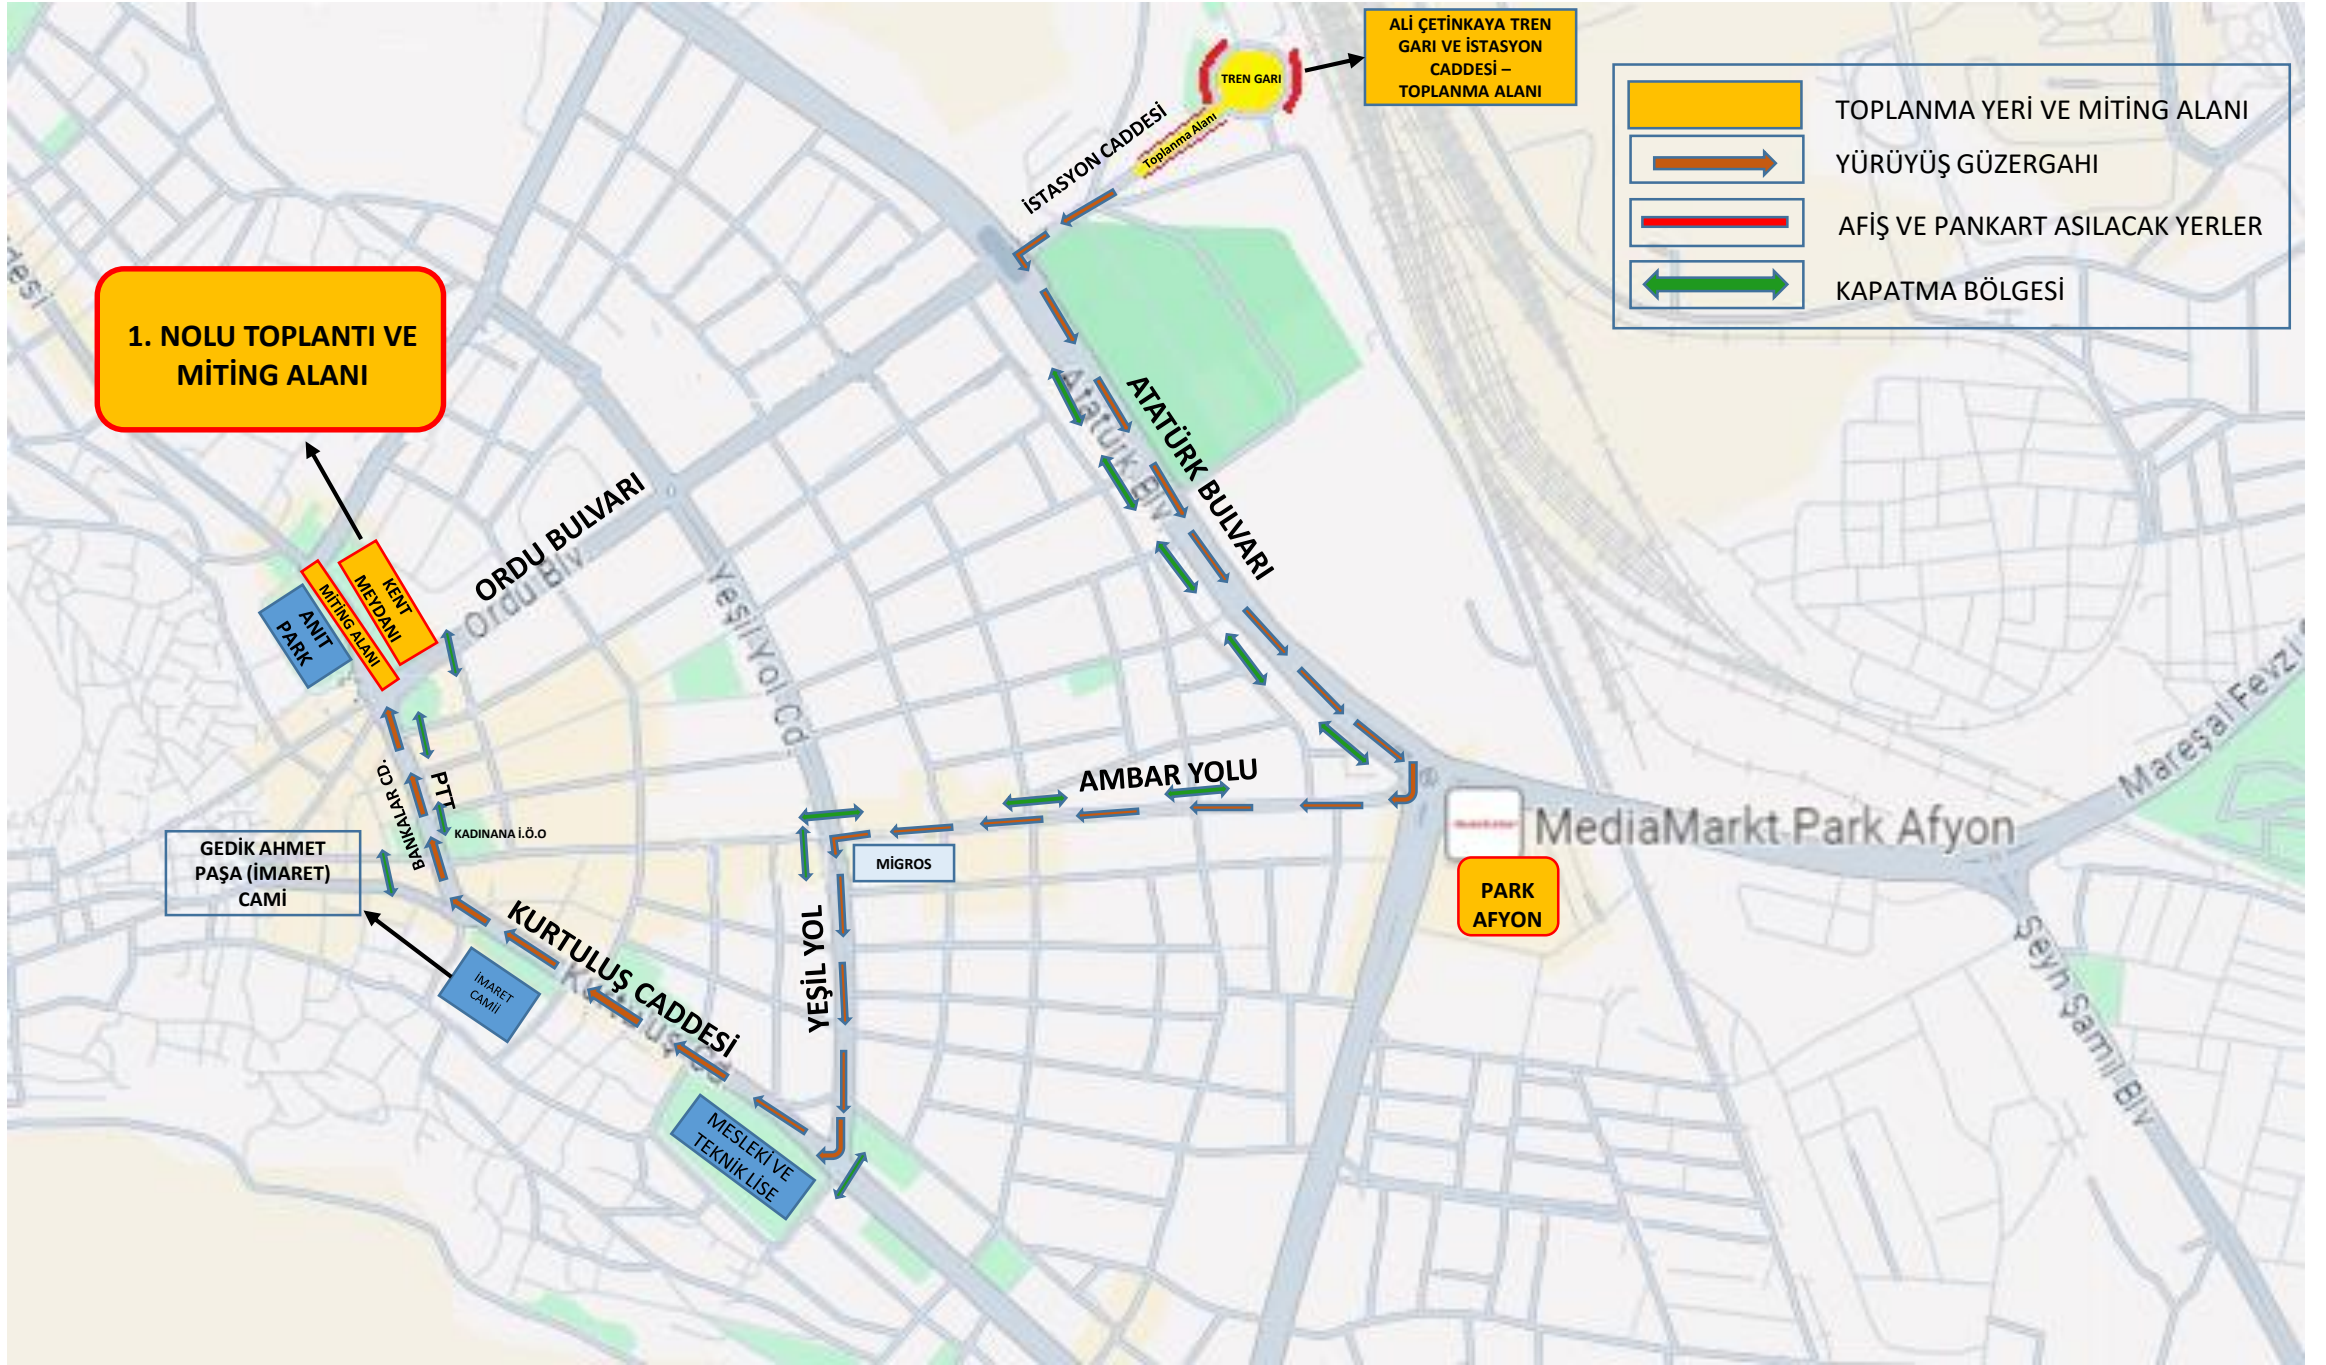 ALİ ÇETİNKAYA TREN
GARI VE İSTASYON
CADDESİ –
TOPLANMA ALANI
TREN GARI
Toplanma Alanı
İSTASYON CADDESİ
TOPLANMA YERİ VE MİTİNG ALANI
YÜRÜYÜŞ GÜZERGAHI
AFİŞ VE PANKART ASILACAK YERLER
KAPATMA BÖLGESİ
1. NOLU TOPLANTI VE
MİTİNG ALANI
ATATÜRK BULVARI
Atatürk Blv
ORDU BULVARI
Ordu Blv
Yeşil Yol Cd
KENT
MEYDANI
MİTİNG ALANI
ANIT
PARK
BANKALAR CD.
PTT
KADINANA İ.Ö.O
AMBAR YOLU
MİGROS
MediaMarkt Park Afyon
PARK
AFYON
Mareşal Fevzi
Şeyh Şamil Blv
GEDİK AHMET
PAŞA (İMARET)
CAMİ
İMARET
CAMİİ
KURTULUŞ CADDESİ
YEŞİL YOL
MESLEKİ VE
TEKNİK LİSE